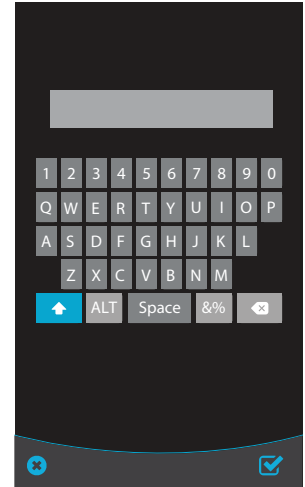 1 2 3 4 5 6 7 8 9 0
Q W E R T Y U I O P
A S D F G H J K L
Z X C V B N M
ALT Space &%